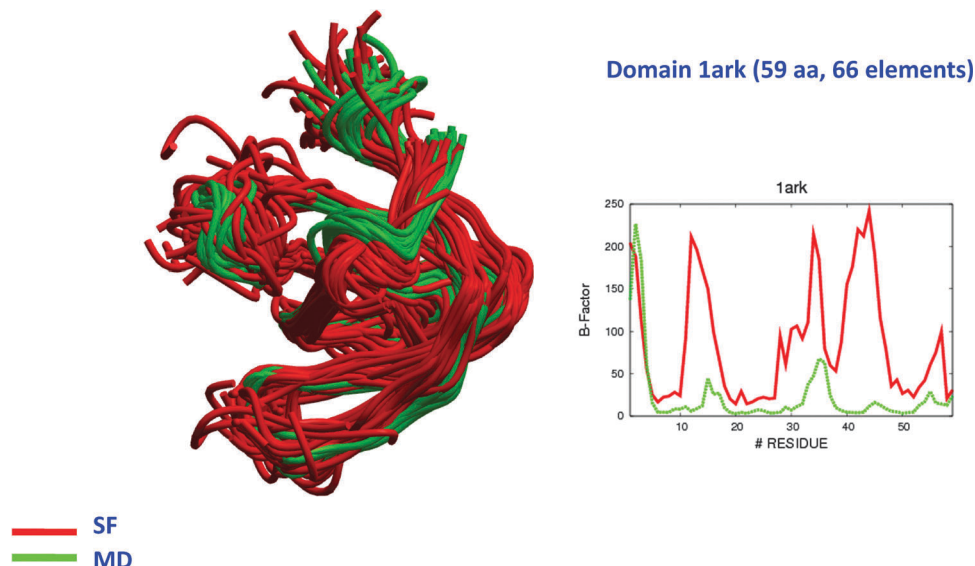 Domain 1ark (59 aa, 66 elements)
1ark
250
200
150
100
50
0
B-Factor
10 20 30 40 50
# RESIDUE
SF
MD